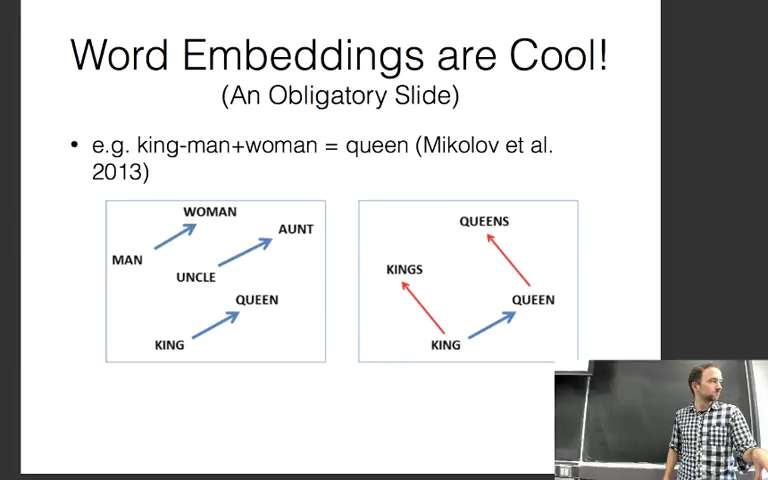 Word Embeddings are Cool!
(An Obligatory Slide)
• e.g. king-man+woman = queen (Mikolov et al.
2013)
WOMAN
AUNT
MAN
UNCLE
QUEEN
KING
QUEENS
KINGS
QUEEN
KING